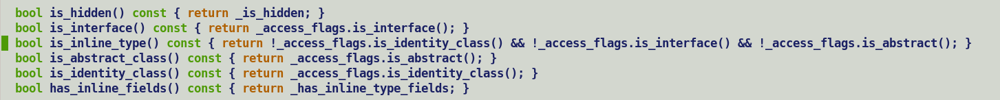 bool is_hidden() const { return _is_hidden; }
bool is_interface() const { return _access_flags.is_interface(); }
bool is_inline_type() const { return !_access_flags.is_identity_class() && !_access_flags.is_interface() && !_access_flags.is_abstract(); }
bool is_abstract_class() const { return _access_flags.is_abstract(); }
bool is_identity_class() const { return _access_flags.is_identity_class(); }
bool has_inline_fields() const { return _has_inline_type_fields; }